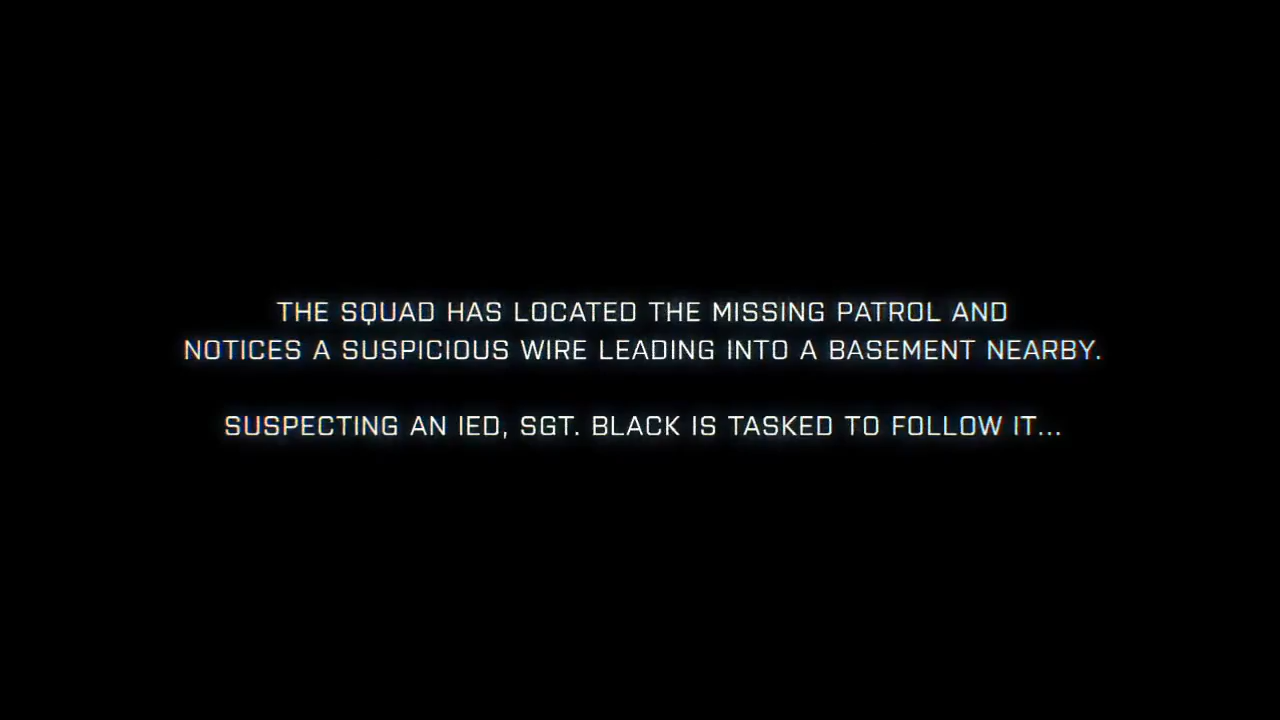 THE SQUAD HAS LOCATED THE MISSING PATROL AND
NOTICES A SUSPICIOUS WIRE LEADING INTO A BASEMENT NEARBY.
SUSPECTING AN IED, SGT. BLACK IS TASKED TO FOLLOW IT...